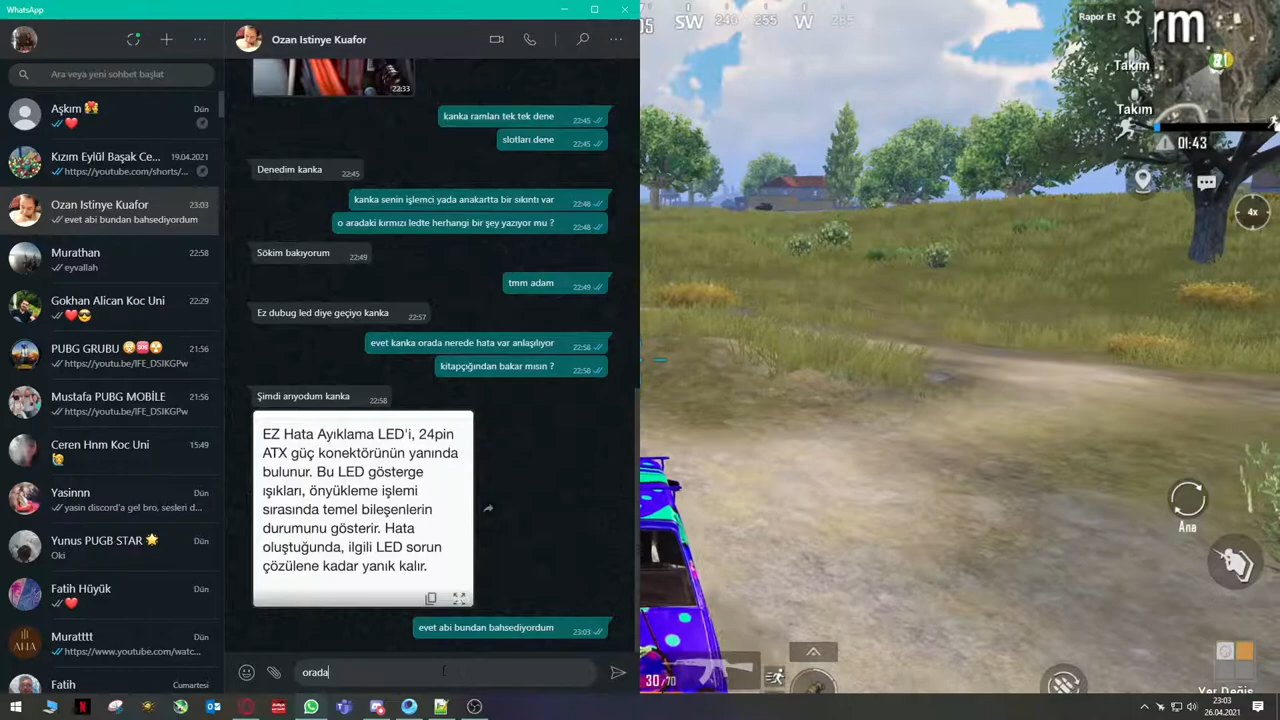 WhatsApp
Ara veya yeni sohbet başlat
Aşkım
Dün
Kızım Eylül Başak Ce...
19.04.2021
https://youtube.com/shorts/...
Ozan Istinye Kuafor
23:03
evet abi bundan bahsediyordum
Murathan
22:58
eyvallah
Gokhan Alican Koc Uni
22:29
PUBG GRUBU
21:56
https://youtu.be/lFE_DSIKGPw
Mustafa PUBG MOBİLE
21:56
https://youtu.be/lFE_DSIKGPw
Ceren Hnm Koc Uni
15:49
Yasinnn
Dün
yasin discord'a gel bro, sesleri d...
Yunus PUGB STAR
Dün
Oki
Fatih Hüyük
Dün
Muratttt
Dün
https://www.youtube.com/watc...
Fatih
Cumartesi
Ozan Istinye Kuafor
22:33
kanka ramları tek tek dene
22:45
slotları dene
22:45
Denedim kanka
22:45
kanka senin işlemci yada anakartta bir sıkıntı var
22:48
o aradaki kırmızı ledte herhangi bir şey yazıyor mu ?
22:48
Sökim bakıyorum
22:49
tmm adam
22:49
Ez dubug led diye geçiyo kanka
22:57
evet kanka orada nerede hata var anlaşılıyor
22:58
kitapçığından bakar mısın ?
22:58
Şimdi arıyodum kanka
22:58
EZ Hata Ayıklama LED'i, 24pin
ATX güç konektörünün yanında
bulunur. Bu LED gösterge
ışıkları, önyükleme işlemi
sırasında temel bileşenlerin
durumunu gösterir. Hata
oluştuğunda, ilgili LED sorun
çözülene kadar yanık kalır.
evet abi bundan bahsediyordum
23:03
orada
SW
240
255
W
265
Rapor Et
Takım
Takım
01:43
4x
Ana
30/70
Yer Değiş
23:03
26.04.2021